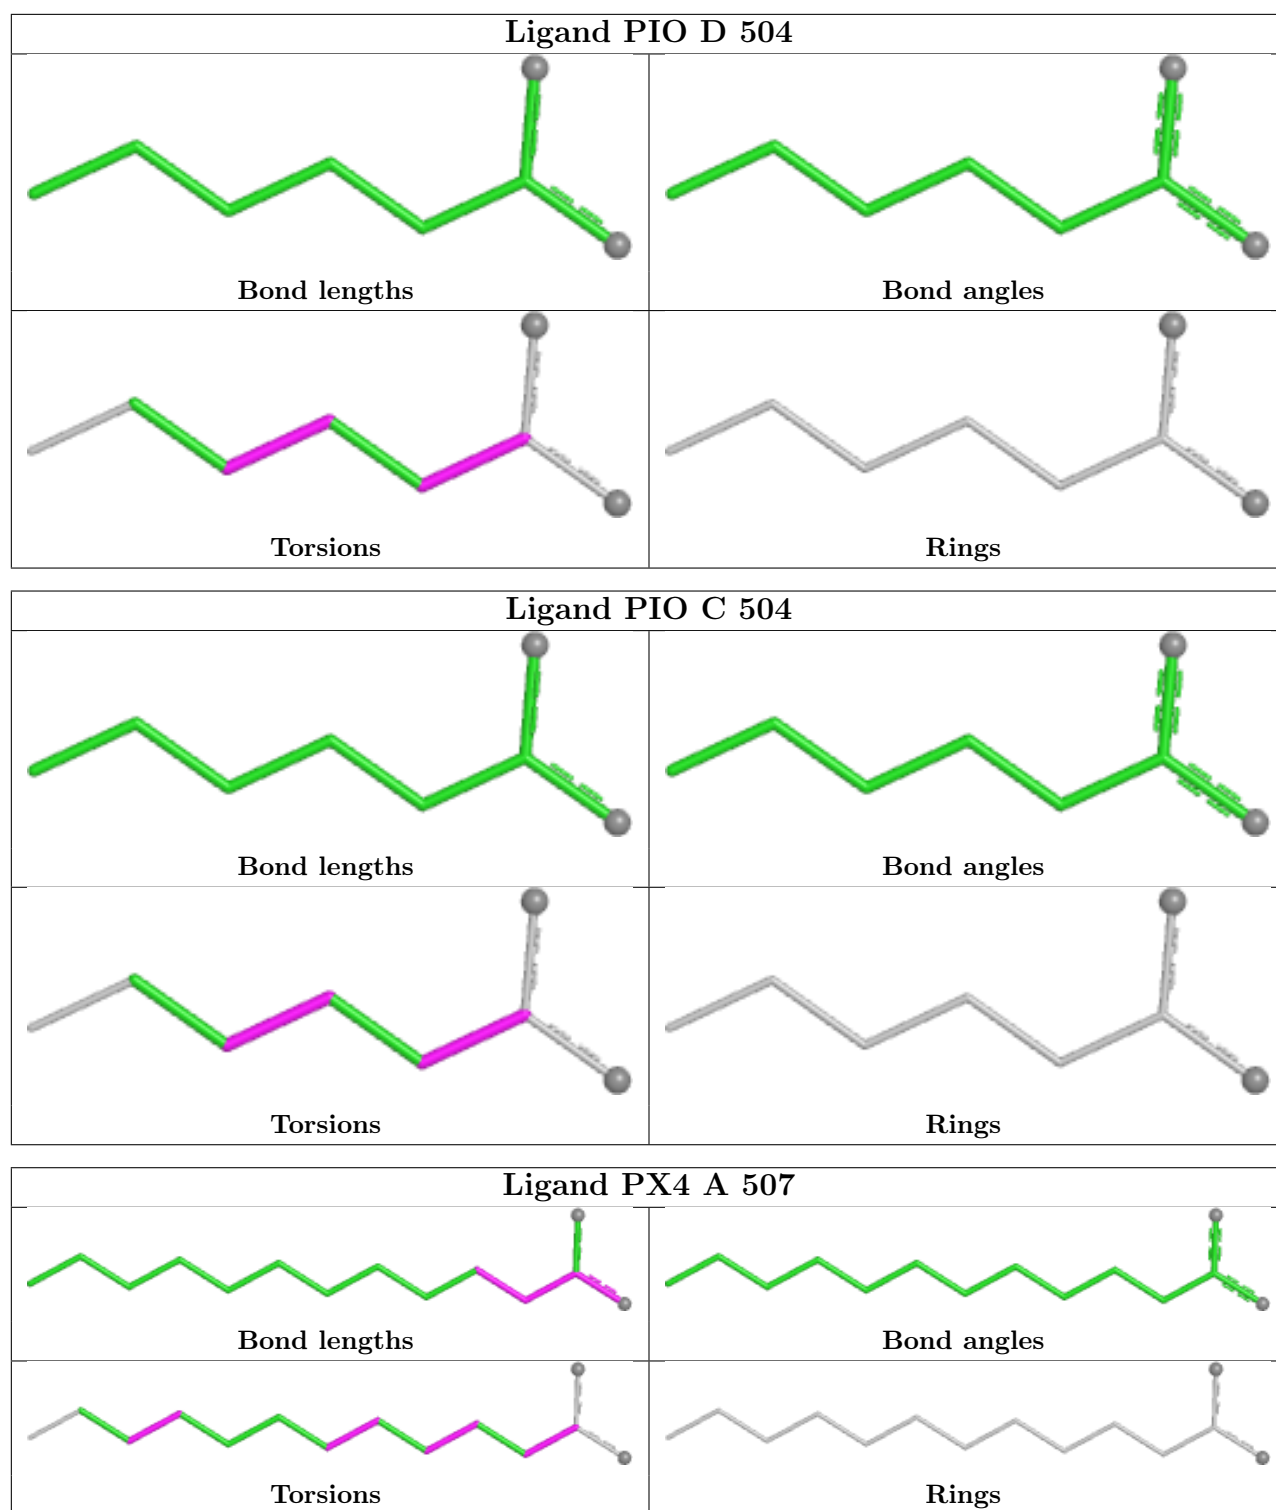 Ligand PIO D 504
Bond lengths
Bond angles
Torsions
Rings
Ligand PIO C 504
Bond lengths
Bond angles
Torsions
Rings
Ligand PX4 A 507
Bond lengths
Bond angles
Torsions
Rings